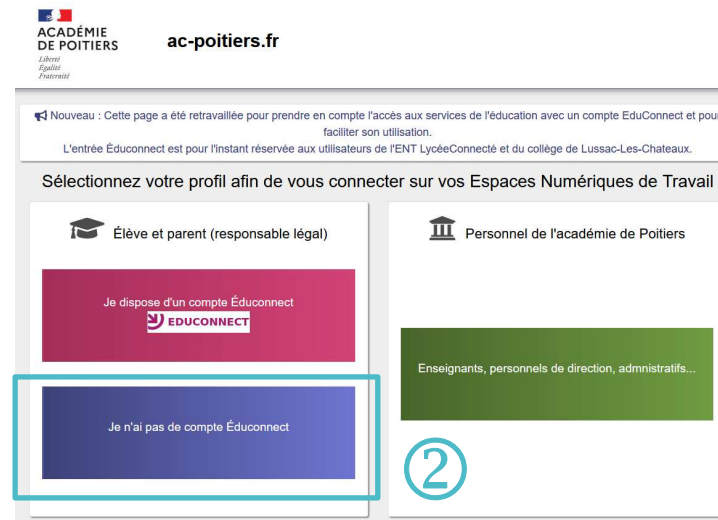 ACADÉMIE
DE POITIERS
Liberté
Égalité
Fraternité
ac-poitiers.fr
Nouveau : Cette page a été retravaillée pour prendre en compte l'accès aux services de l'éducation avec un compte EduConnect et pour
faciliter son utilisation.
L'entrée Éduconnect est pour l'instant réservée aux utilisateurs de l'ENT LycéeConnecté et du collège de Lussac-Les-Chateaux.
Sélectionnez votre profil afin de vous connecter sur vos Espaces Numériques de Travail
Élève et parent (responsable légal)
Je dispose d'un compte Éduconnect
EDUCONNECT
Je n'ai pas de compte Éduconnect
Personnel de l'académie de Poitiers
Enseignants, personnels de direction, admnistratifs...
2